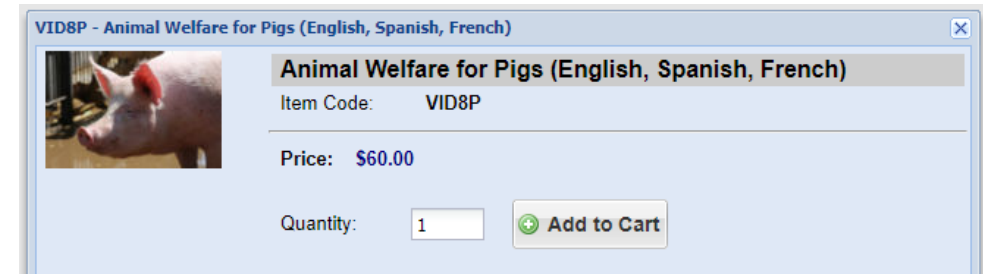 VID8P - Animal Welfare for Pigs (English, Spanish, French)
Animal Welfare for Pigs (English, Spanish, French)
Item Code: VID8P
Price: $60.00
Quantity: 1 Add to Cart